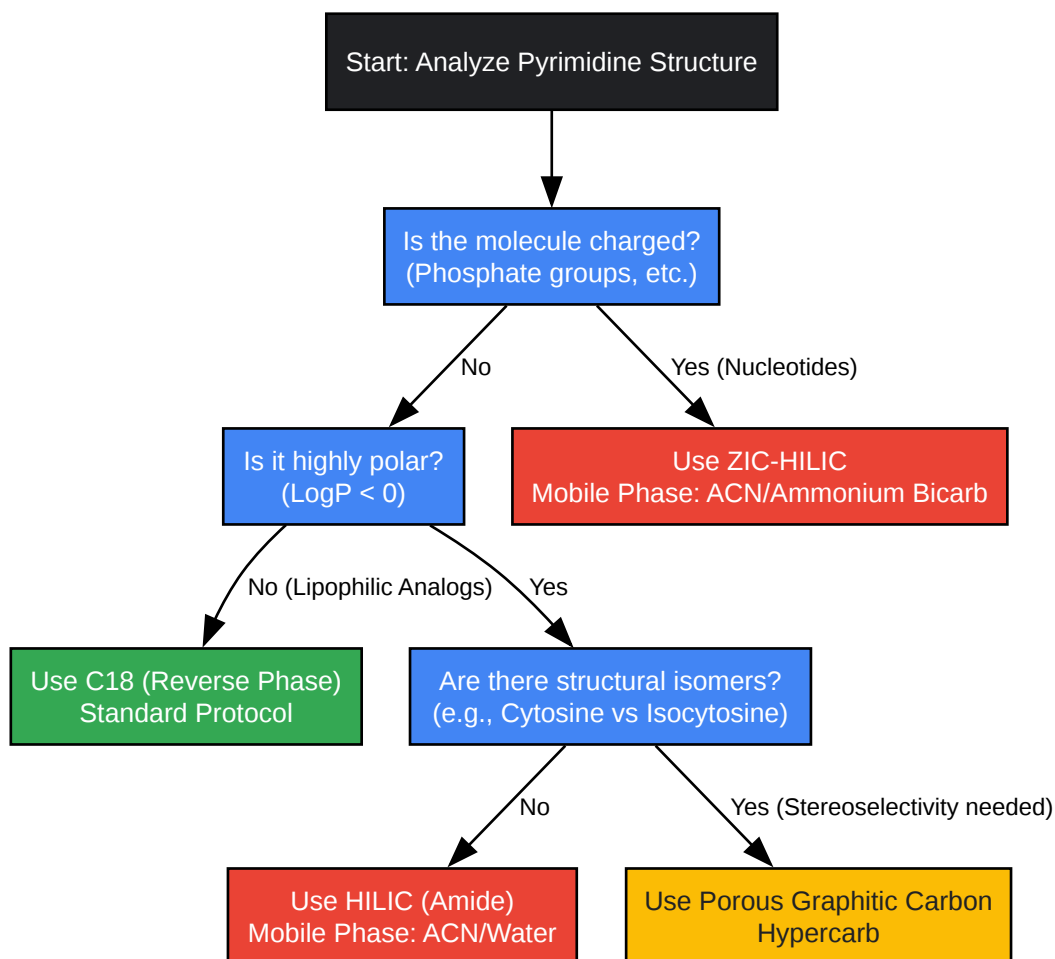 Start: Analyze Pyrimidine Structure
Is the molecule charged?
(Phosphate groups, etc.)
No
Yes (Nucleotides)
Is it highly polar?
(LogP < 0)
Use ZIC-HILIC
Mobile Phase: ACN/Ammonium Bicarb
No (Lipophilic Analogs)
Yes
Use C18 (Reverse Phase)
Standard Protocol
Are there structural isomers?
(e.g., Cytosine vs Isocytosine)
No
Yes (Stereoselectivity needed)
Use HILIC (Amide)
Mobile Phase: ACN/Water
Use Porous Graphitic Carbon
Hypercarb